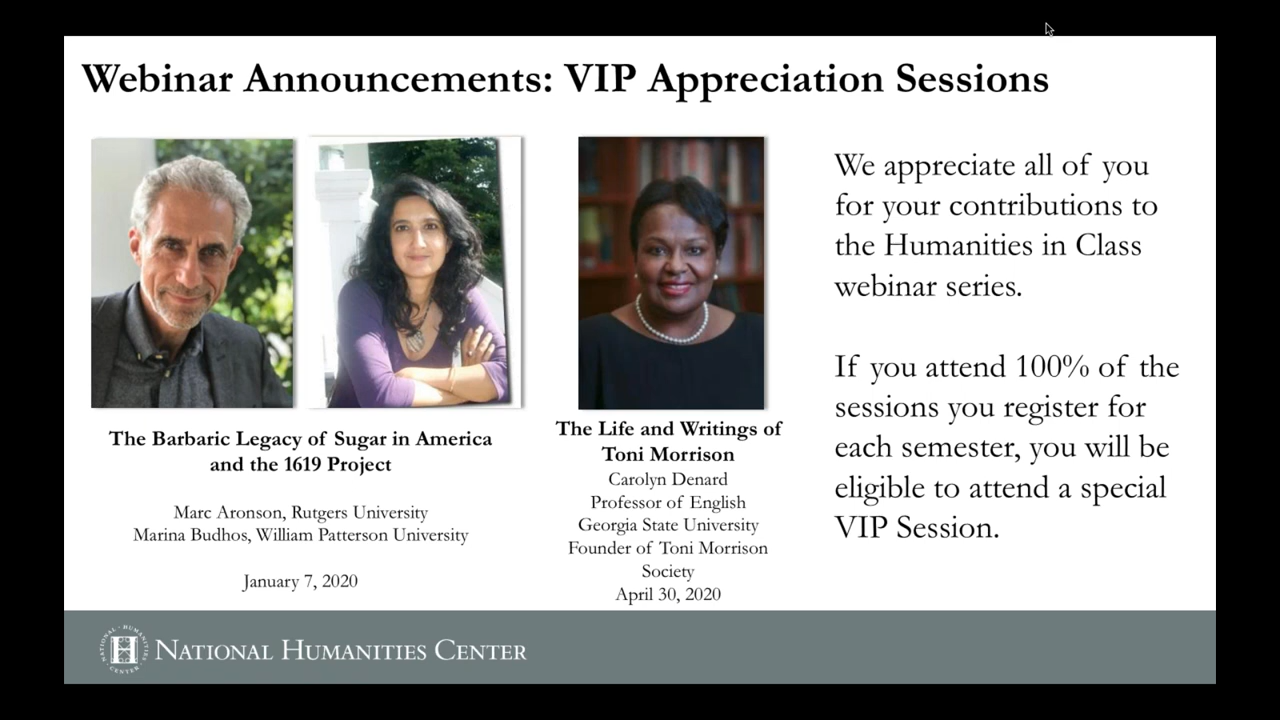 Webinar Announcements: VIP Appreciation Sessions
The Barbaric Legacy of Sugar in America
and the 1619 Project
Marc Aronson, Rutgers University
Marina Budhos, William Patterson University
January 7, 2020
The Life and Writings of
Toni Morrison
Carolyn Denard
Professor of English
Georgia State University
Founder of Toni Morrison
Society
April 30, 2020
We appreciate all of you
for your contributions to
the Humanities in Class
webinar series.
If you attend 100% of the
sessions you register for
each semester, you will be
eligible to attend a special
VIP Session.
NATIONAL · HUMANITIES · CENTER ·
NATIONAL HUMANITIES CENTER